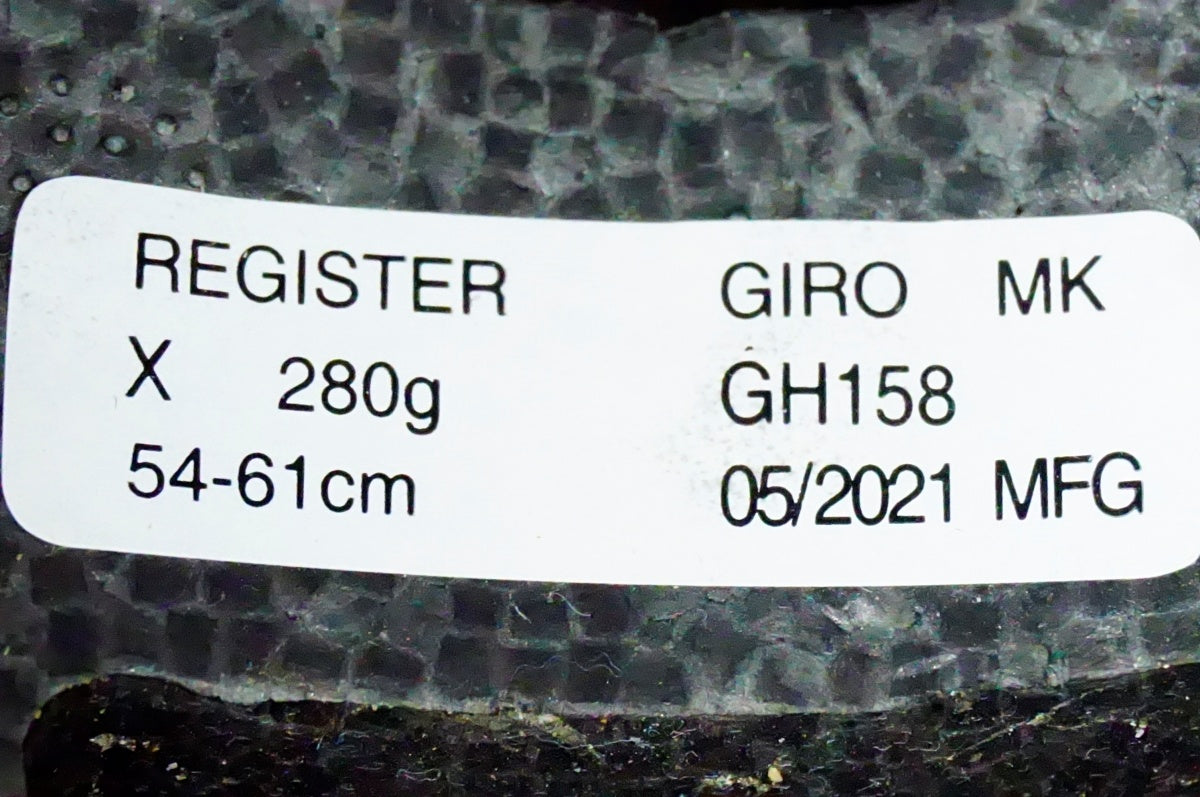 REGISTER GIRO MK
X 280g GH158
54-61cm 05/2021 MFG